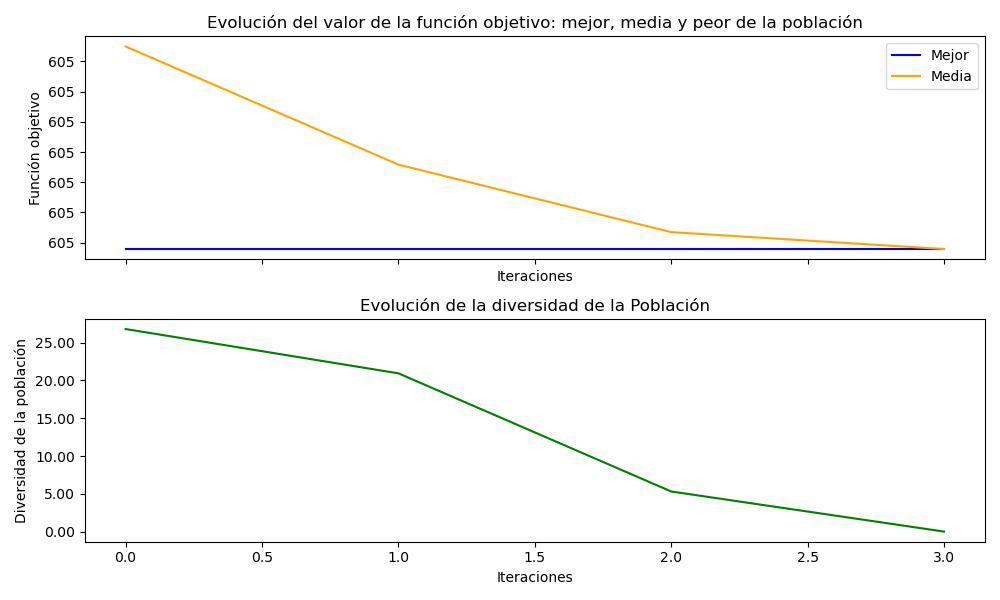 Evolución del valor de la función objetivo: mejor, media y peor de la población
Función objetivo
605
605
605
605
605
605
605
Mejor
Media
Iteraciones
Evolución de la diversidad de la Población
Diversidad de la población
25.00
20.00
15.00
10.00
5.00
0.00
0.0 0.5 1.0 1.5 2.0 2.5 3.0
Iteraciones